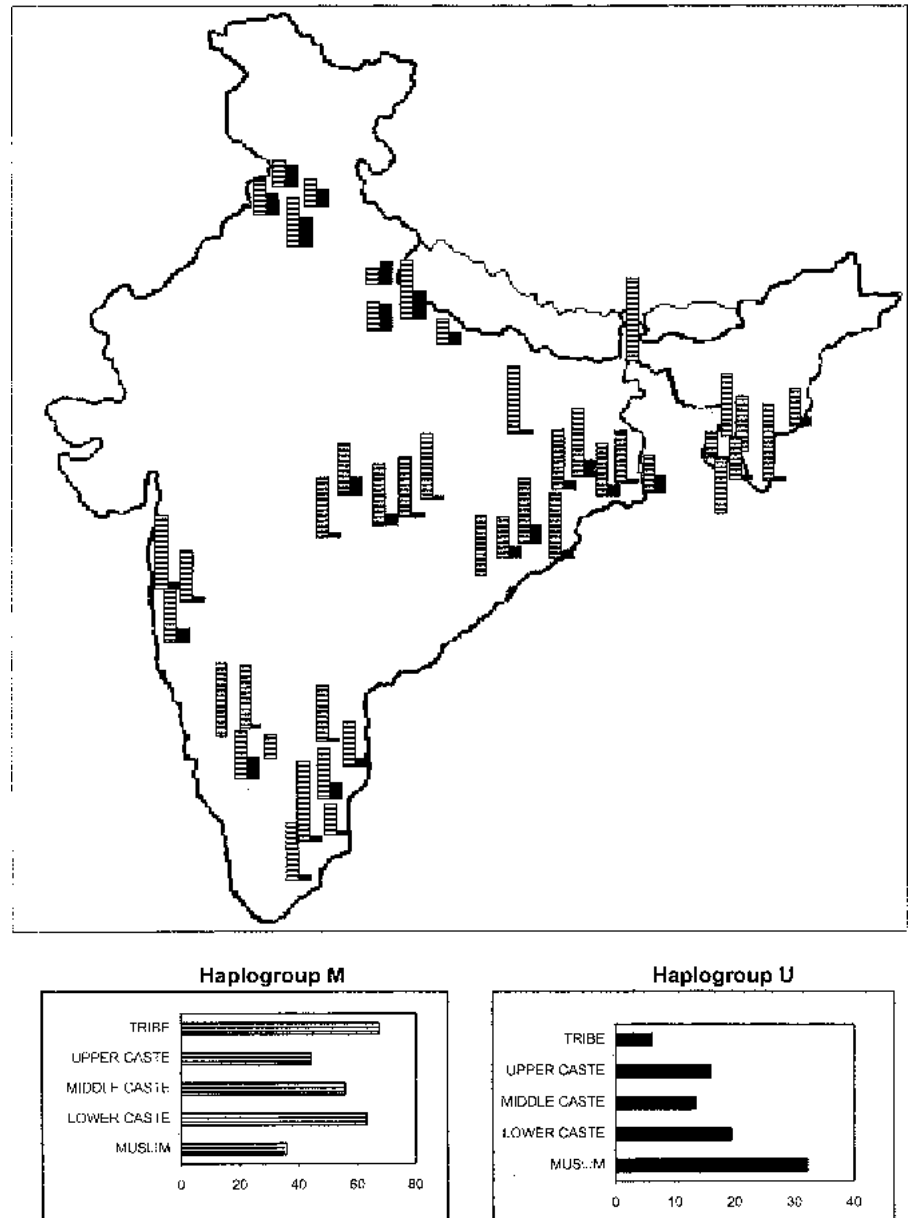 Haplogroup M
TRIBE
UPPER CASTE
MIDDLE CASTE
LOWER CASTE
MUSLIM
0 20 40 60 80
Haplogroup U
TRIBE
UPPER CASTE
MIDDLE CASTE
LOWER CASTE
MUSLIM
0 10 20 30 40